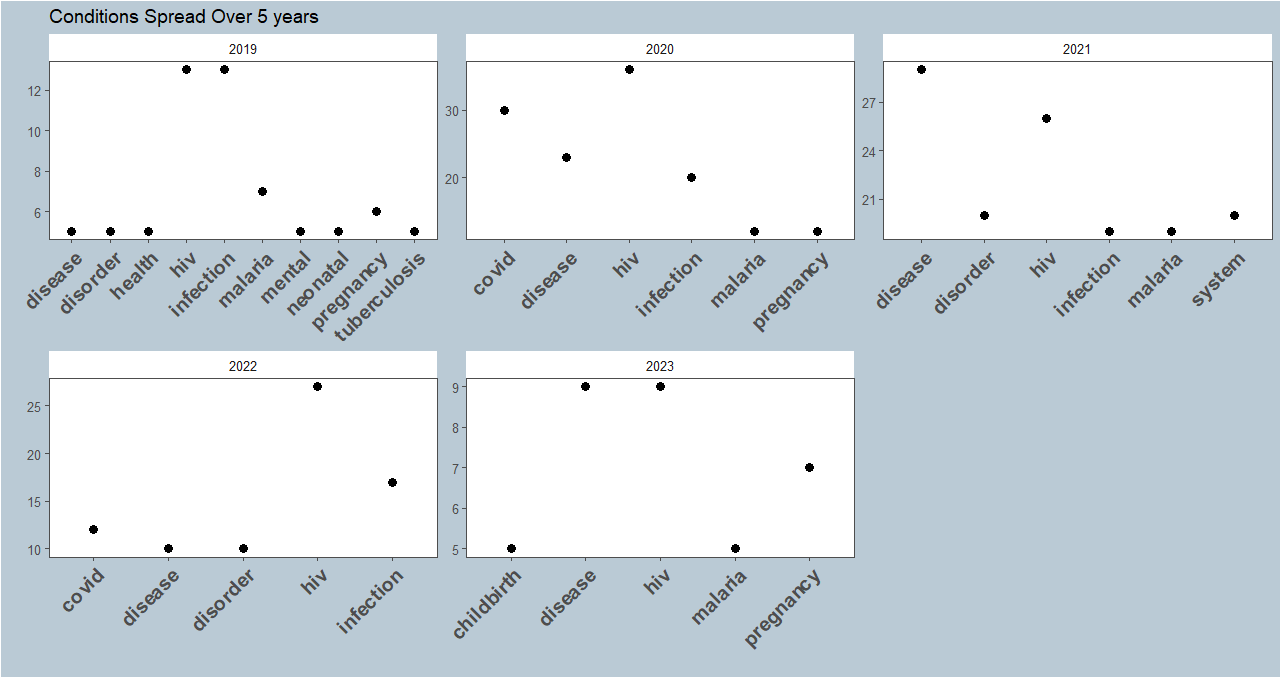 Conditions Spread Over 5 years
2019
2020
2021
12
10
8
6
disease
disorder
health
hiv
infection
malaria
mental
neonatal
pregnancy
tuberculosis
30
20
covid
disease
hiv
infection
malaria
pregnancy
27
24
21
disease
disorder
hiv
infection
malaria
system
2022
2023
25
20
15
10
covid
disease
disorder
hiv
infection
9
8
7
6
5
childbirth
disease
hiv
malaria
pregnancy